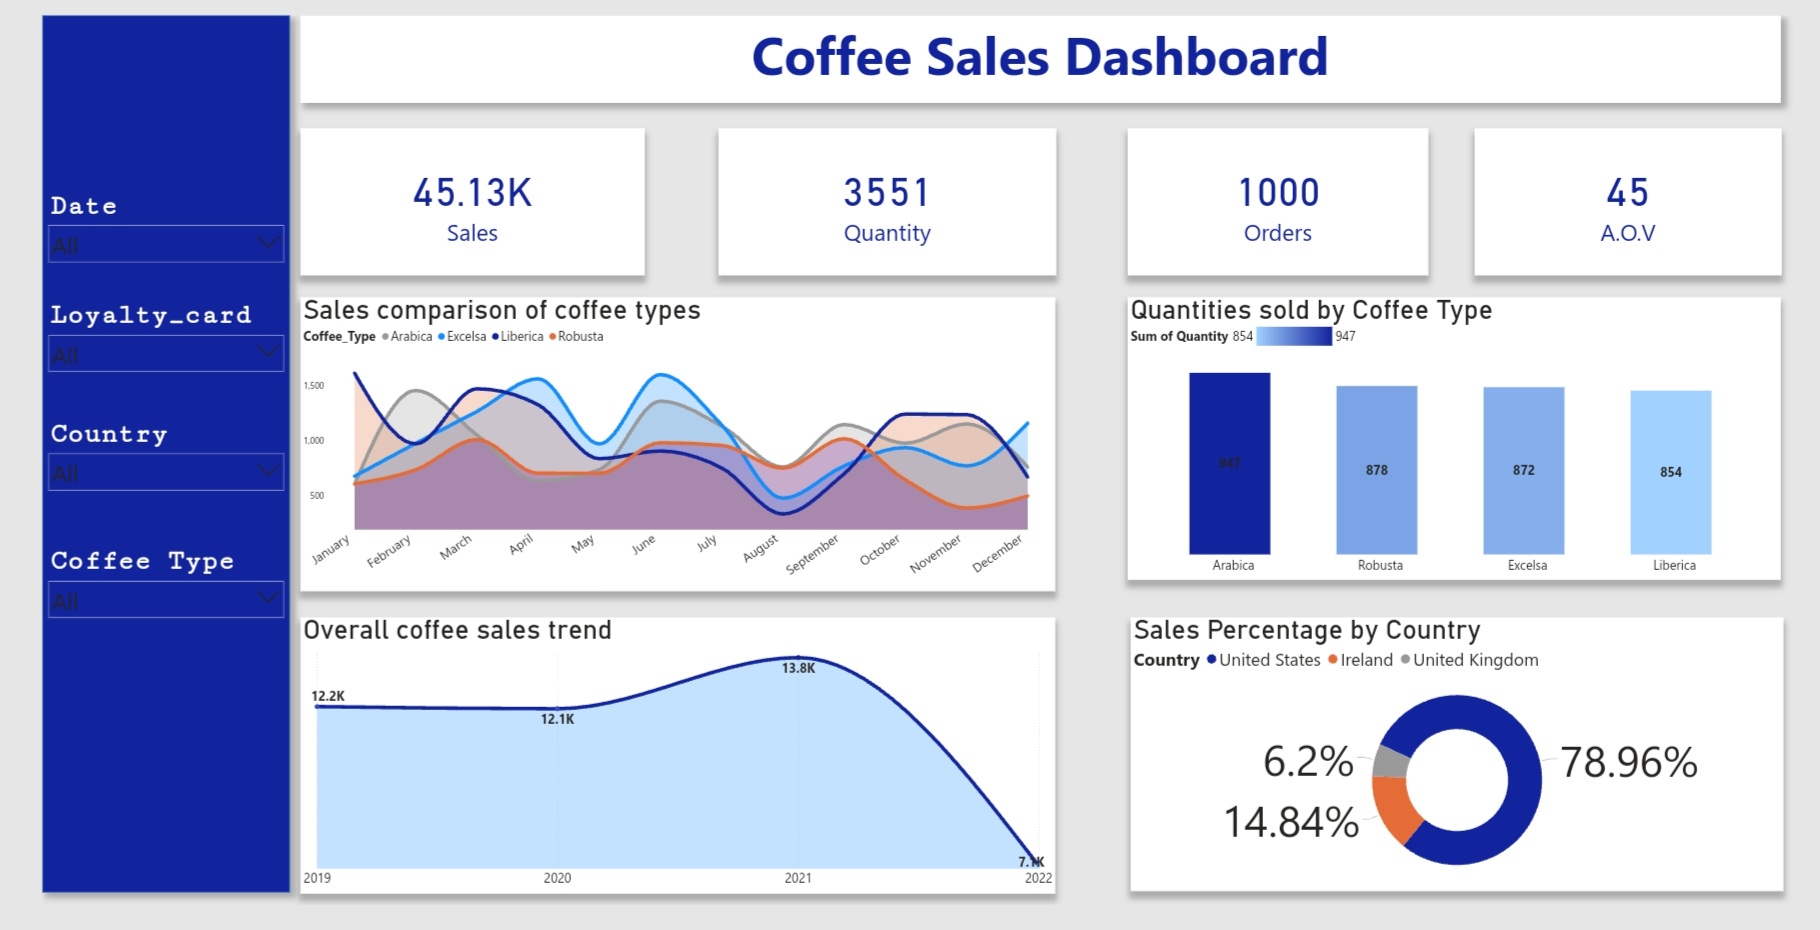 Coffee Sales Dashboard
Date
All
Loyalty_card
All
Country
All
Coffee Type
All
45.13K
Sales
3551
Quantity
1000
Orders
45
A.O.V
Sales comparison of coffee types
Coffee_Type Arabica Excelsa Liberica Robusta
1,500
1,000
500
January February March April May June July August September October November December
Quantities sold by Coffee Type
Sum of Quantity 854 947
947 878 872 854
Arabica Robusta Excelsa Liberica
Overall coffee sales trend
12.2K
12.1K
13.8K
7.1K
2019 2020 2021 2022
Sales Percentage by Country
Country United States Ireland United Kingdom
6.2%
78.96%
14.84%